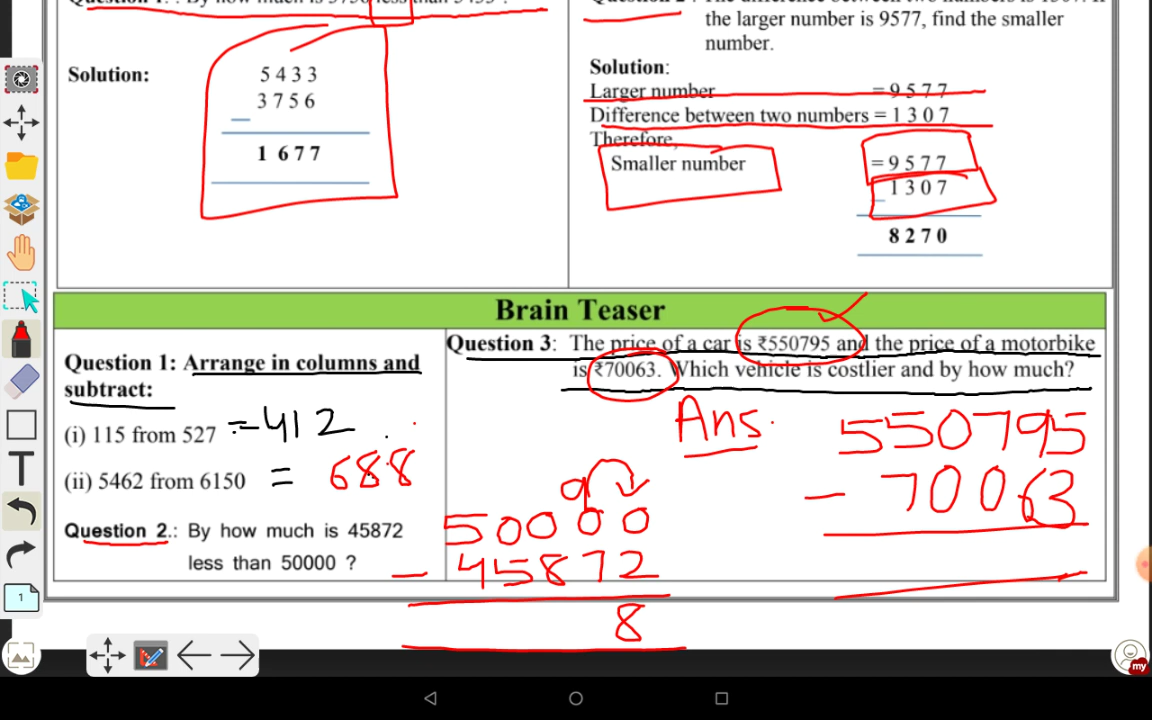 Solution:
5 4 3 3
3 7 5 6
–
1 6 7 7
the larger number is 9577, find the smaller
number.
Solution:
Larger number = 9 5 7 7
Difference between two numbers = 1 3 0 7
Therefore,
Smaller number = 9 5 7 7
1 3 0 7
–
8 2 7 0
Brain Teaser
Question 1: Arrange in columns and
subtract:
(i) 115 from 527 = 412
(ii) 5462 from 6150 = 688
Question 2.: By how much is 45872
less than 50000 ?
9
50000
– 45872
8
Question 3: The price of a car is ₹550795 and the price of a motorbike
is ₹70063. Which vehicle is costlier and by how much?
Ans.
550795
– 70063
T
1
my